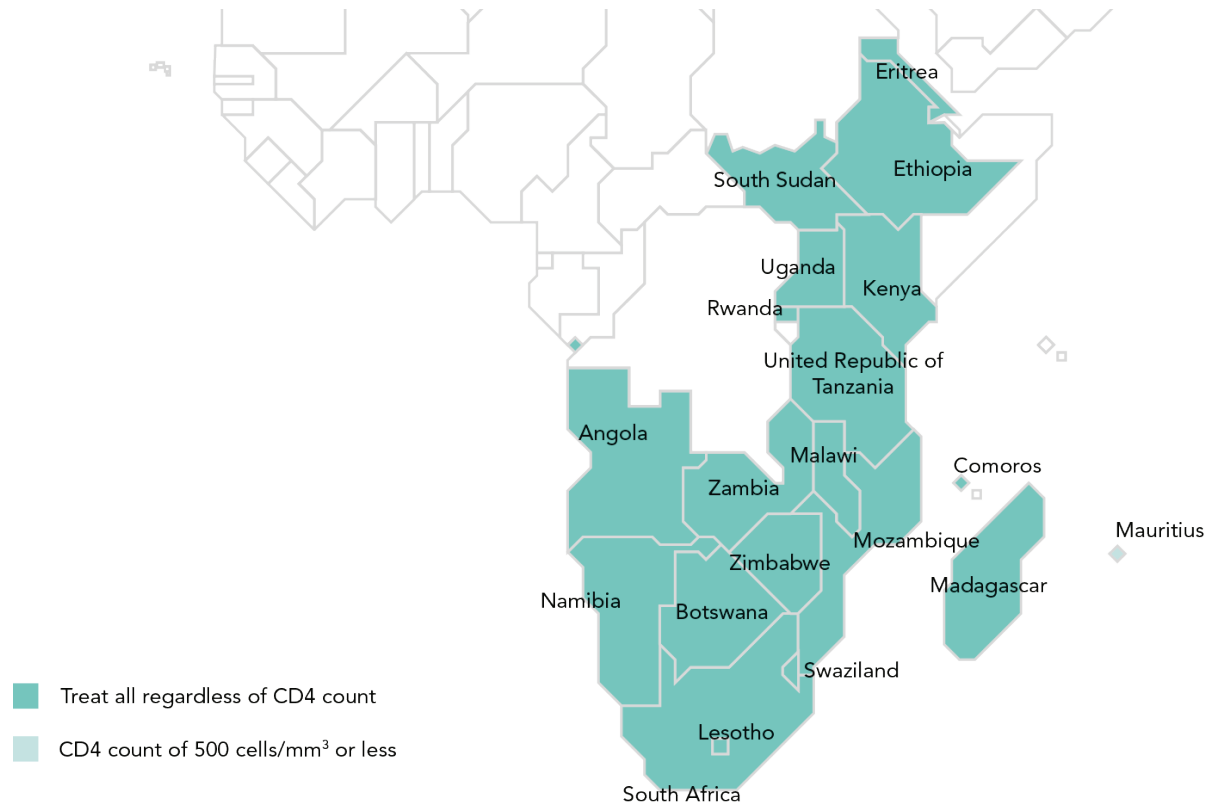 Eritrea
Ethiopia
South Sudan
Uganda
Kenya
Rwanda
United Republic of
Tanzania
Angola
Malawi
Comoros
Zambia
Mauritius
Mozambique
Zimbabwe
Madagascar
Namibia
Botswana
Swaziland
Treat all regardless of CD4 count
Lesotho
CD4 count of 500 cells/mm³ or less
South Africa